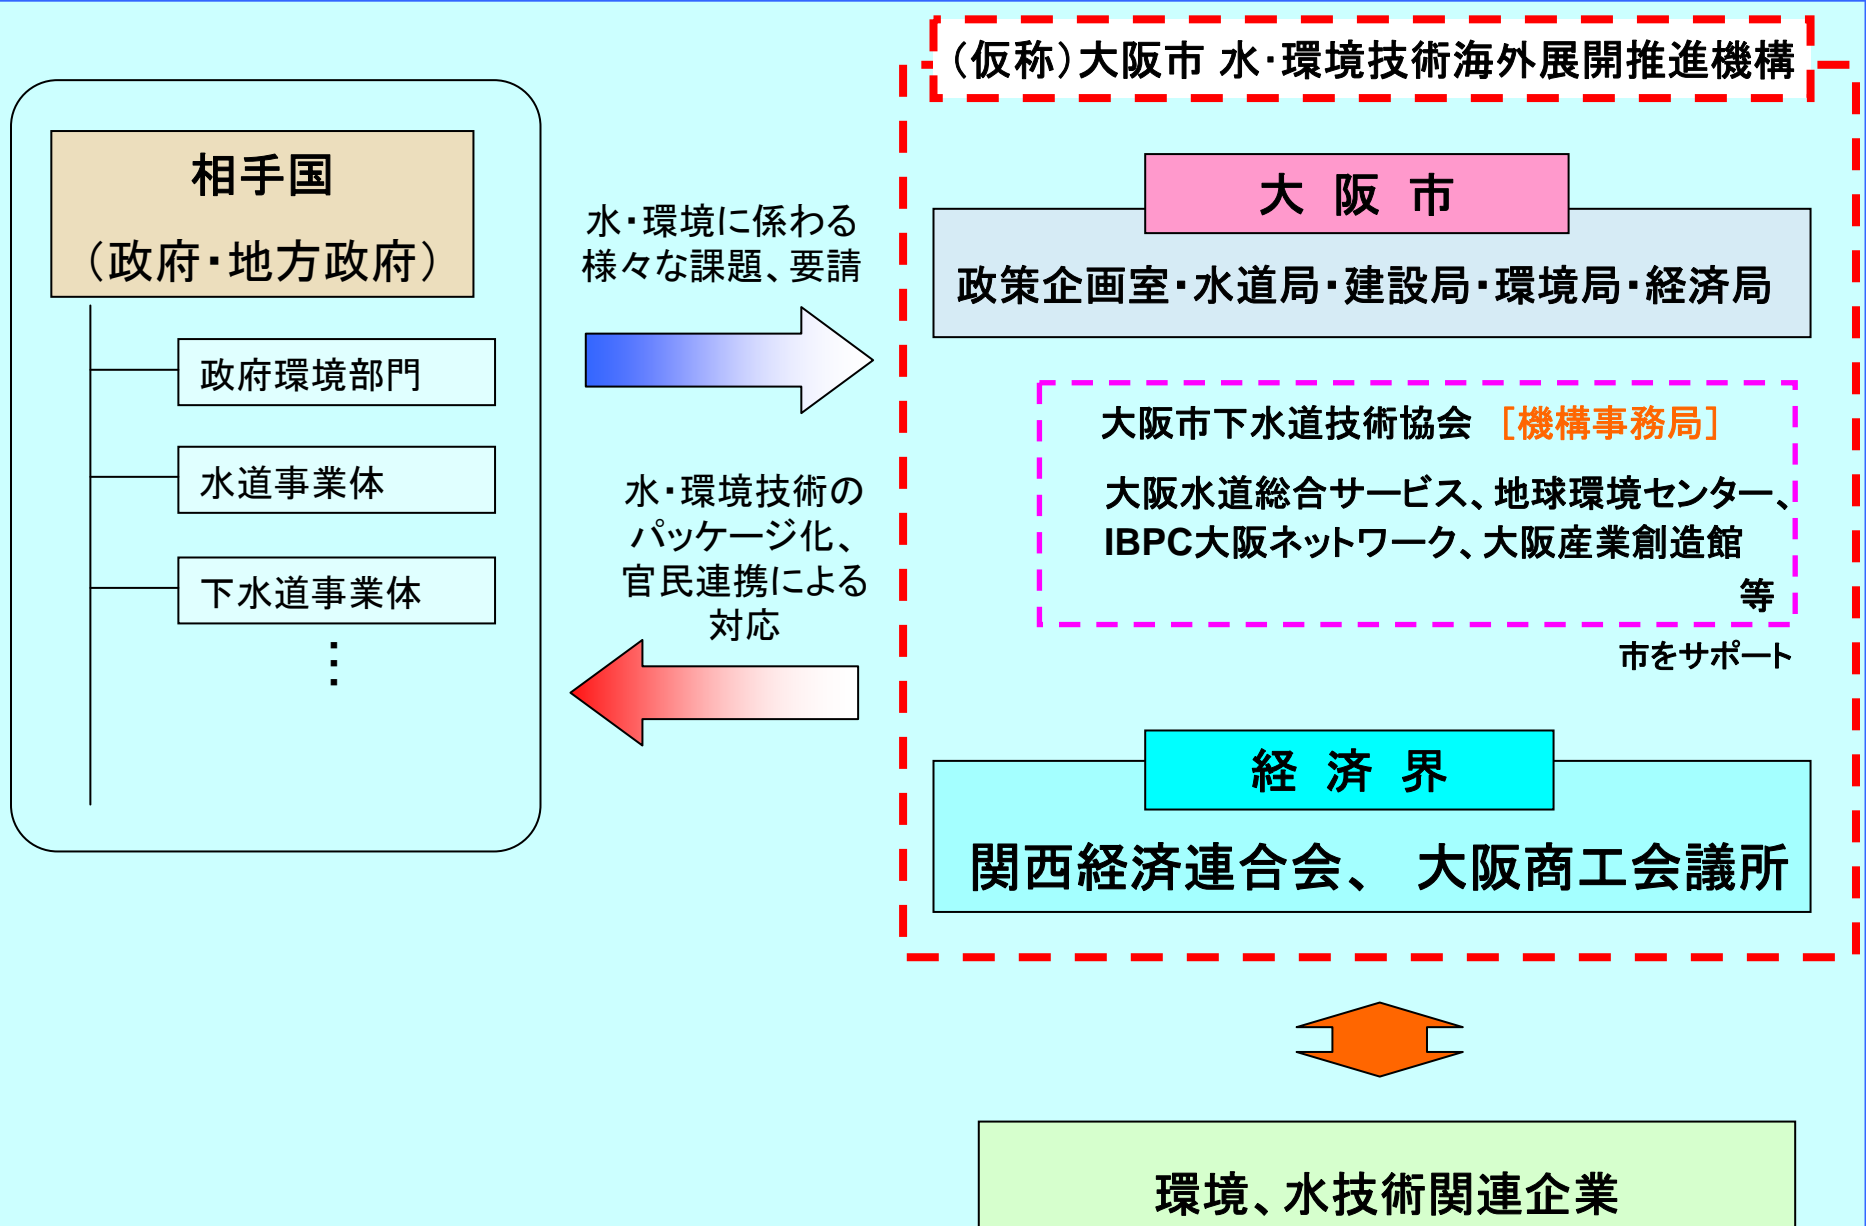 (仮称)大阪市 水・環境技術海外展開推進機構
相手国
(政府・地方政府)
政府環境部門
水道事業体
下水道事業体
水・環境に係わる
様々な課題、要請
水・環境技術の
パッケージ化、
官民連携による
対応
大 阪 市
政策企画室・水道局・建設局・環境局・経済局
大阪市下水道技術協会 [機構事務局]
大阪水道総合サービス、地球環境センター、
IBPC大阪ネットワーク、大阪産業創造館
等
市をサポート
経 済 界
関西経済連合会、 大阪商工会議所
環境、水技術関連企業